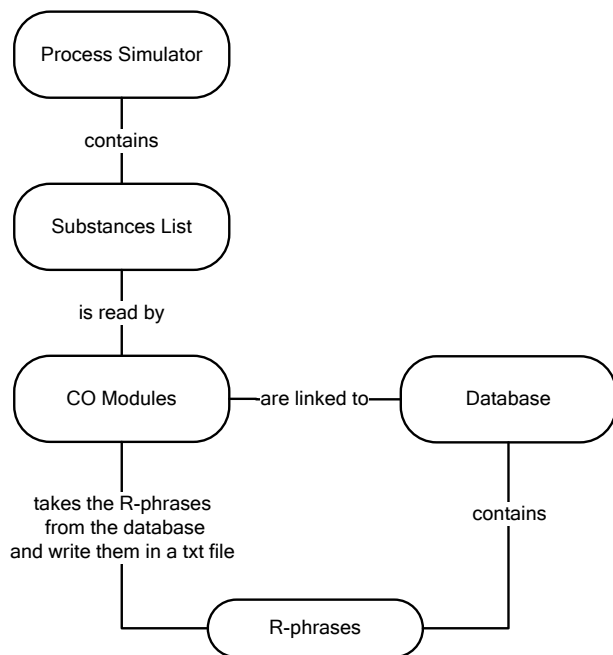 Process Simulator
contains
Substances List
is read by
CO Modules
are linked to
Database
takes the R-phrases
from the database
and write them in a txt file
contains
R-phrases